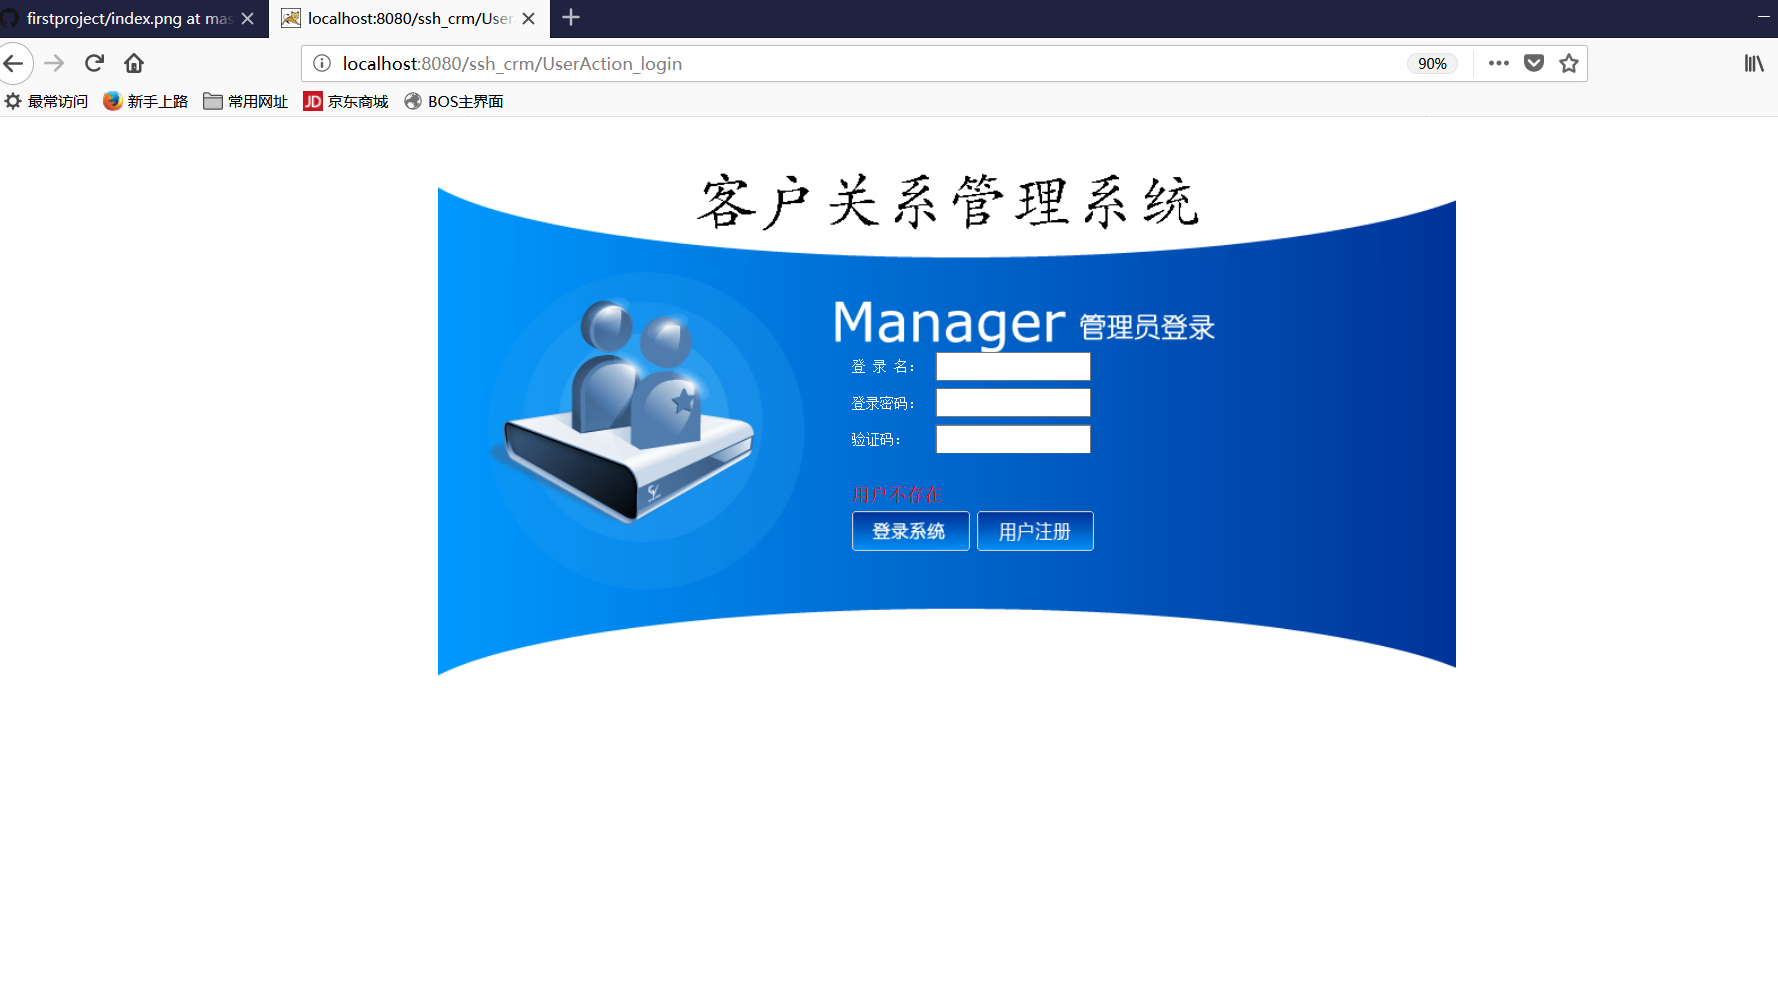 firstproject/index.png at mas
localhost:8080/ssh_crm/User
localhost:8080/ssh_crm/UserAction_login
90%
最常访问 新手上路 常用网址 JD 京东商城 BOS主界面
客户关系管理系统
Manager 管理员登录
登 录 名：
登录密码：
验证码：
用户不存在
登录系统 用户注册